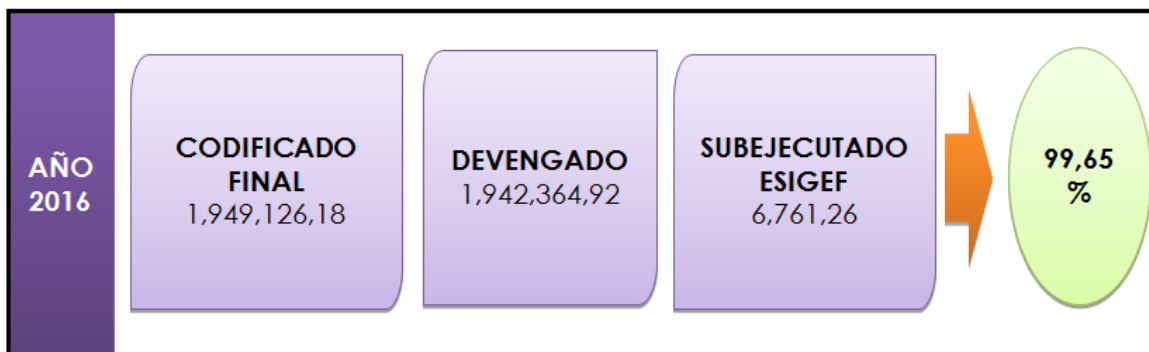 AÑO
2016
CODIFICADO
FINAL
1,949,126,18
DEVENGADO
1,942,364,92
SUBEJECUTADO
ESIGEF
6,761,26
99,65
%